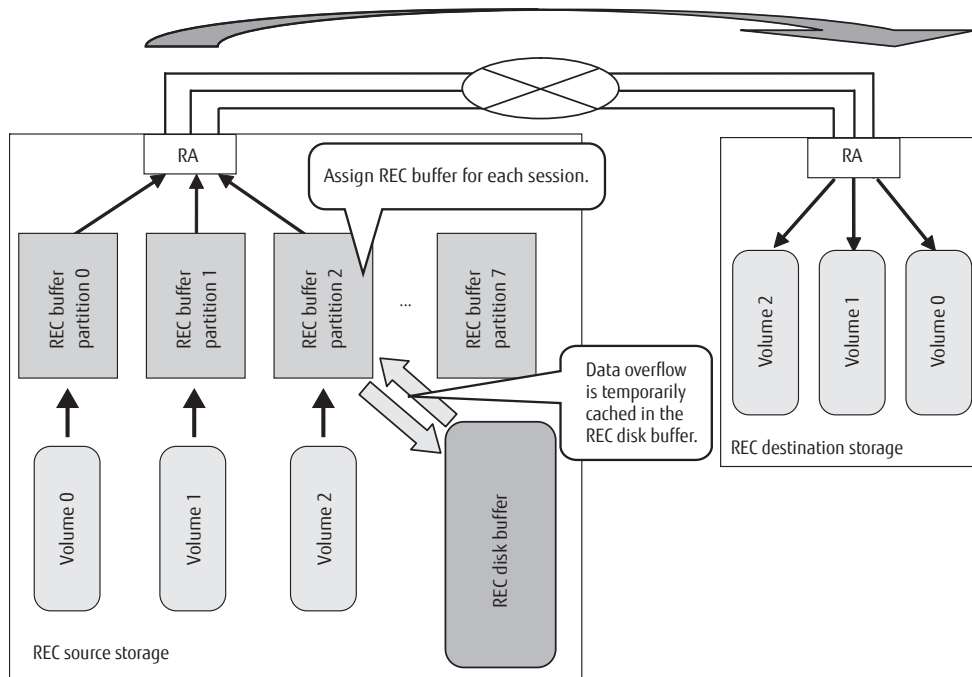 RA
RA
Assign REC buffer for each session.
REC buffer
partition 0
REC buffer
partition 1
REC buffer
partition 2
...
REC buffer
partition 7
Volume 2
Volume 1
Volume 0
Data overflow
is temporarily
cached in the
REC disk buffer.
REC destination storage
Volume 0
Volume 1
Volume 2
REC disk buffer
REC source storage